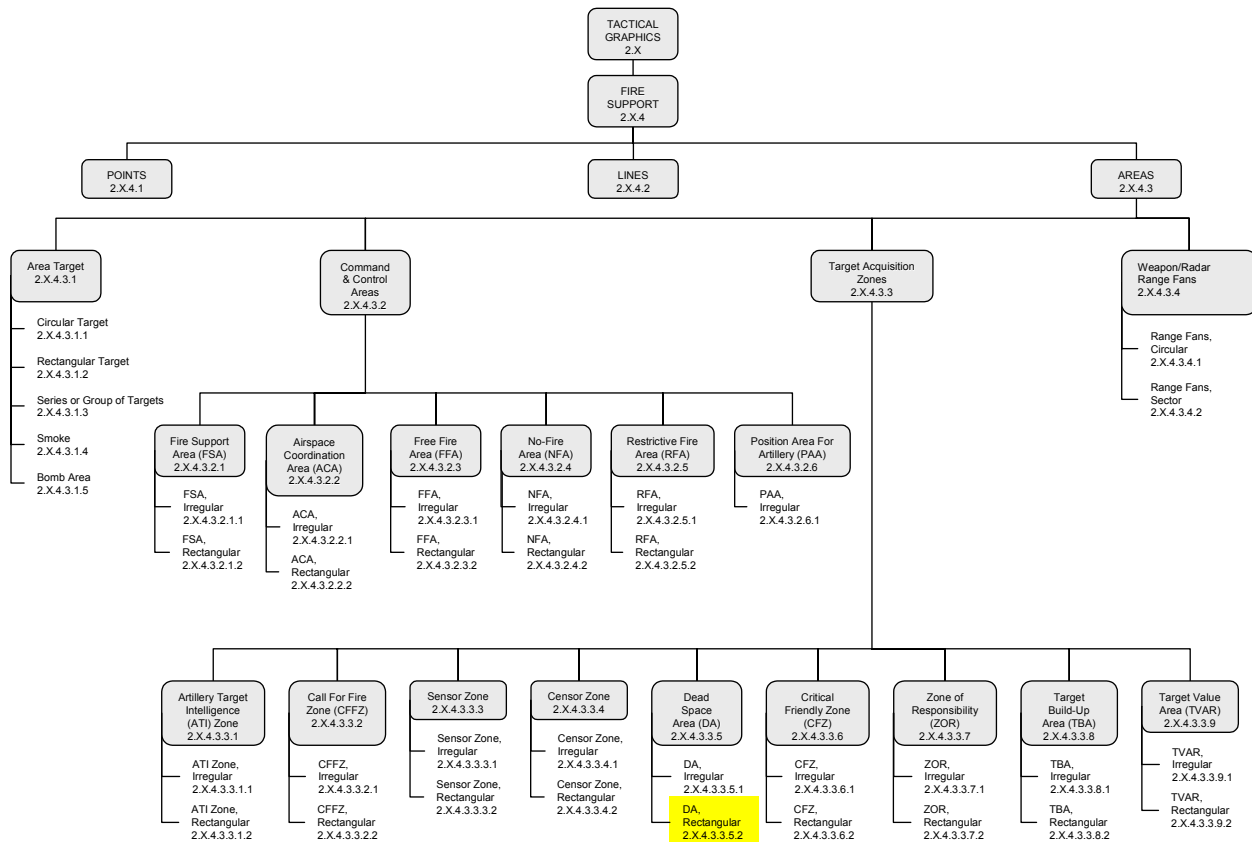 TACTICAL
GRAPHICS
2.X
FIRE
SUPPORT
2.X.4
POINTS
2.X.4.1
LINES
2.X.4.2
AREAS
2.X.4.3
Area Target
2.X.4.3.1
Circular Target
2.X.4.3.1.1
Rectangular Target
2.X.4.3.1.2
Series or Group of Targets
2.X.4.3.1.3
Smoke
2.X.4.3.1.4
Bomb Area
2.X.4.3.1.5
Command
& Control
Areas
2.X.4.3.2
Fire Support
Area (FSA)
2.X.4.3.2.1
FSA,
Irregular
2.X.4.3.2.1.1
FSA,
Rectangular
2.X.4.3.2.1.2
Airspace
Coordination
Area (ACA)
2.X.4.3.2.2
ACA,
Irregular
2.X.4.3.2.2.1
ACA,
Rectangular
2.X.4.3.2.2.2
Free Fire
Area (FFA)
2.X.4.3.2.3
FFA,
Irregular
2.X.4.3.2.3.1
FFA,
Rectangular
2.X.4.3.2.3.2
No-Fire
Area (NFA)
2.X.4.3.2.4
NFA,
Irregular
2.X.4.3.2.4.1
NFA,
Rectangular
2.X.4.3.2.4.2
Restrictive Fire
Area (RFA)
2.X.4.3.2.5
RFA,
Irregular
2.X.4.3.2.5.1
RFA,
Rectangular
2.X.4.3.2.5.2
Position Area For
Artillery (PAA)
2.X.4.3.2.6
PAA,
Irregular
2.X.4.3.2.6.1
Target Acquisition
Zones
2.X.4.3.3
Artillery Target
Intelligence
(ATI) Zone
2.X.4.3.3.1
ATI Zone,
Irregular
2.X.4.3.3.1.1
ATI Zone,
Rectangular
2.X.4.3.3.1.2
Call For Fire
Zone (CFFZ)
2.X.4.3.3.2
CFFZ,
Irregular
2.X.4.3.3.2.1
CFFZ,
Rectangular
2.X.4.3.3.2.2
Sensor Zone
2.X.4.3.3.3
Sensor Zone,
Irregular
2.X.4.3.3.3.1
Sensor Zone,
Rectangular
2.X.4.3.3.3.2
Censor Zone
2.X.4.3.3.4
Censor Zone,
Irregular
2.X.4.3.3.4.1
Censor Zone,
Rectangular
2.X.4.3.3.4.2
Dead
Space
Area (DA)
2.X.4.3.3.5
DA,
Irregular
2.X.4.3.3.5.1
DA,
Rectangular
2.X.4.3.3.5.2
Critical
Friendly Zone
(CFZ)
2.X.4.3.3.6
CFZ,
Irregular
2.X.4.3.3.6.1
CFZ,
Rectangular
2.X.4.3.3.6.2
Zone of
Responsibility
(ZOR)
2.X.4.3.3.7
ZOR,
Irregular
2.X.4.3.3.7.1
ZOR,
Rectangular
2.X.4.3.3.7.2
Target
Build-Up
Area (TBA)
2.X.4.3.3.8
TBA,
Irregular
2.X.4.3.3.8.1
TBA,
Rectangular
2.X.4.3.3.8.2
Target Value
Area (TVAR)
2.X.4.3.3.9
TVAR,
Irregular
2.X.4.3.3.9.1
TVAR,
Rectangular
2.X.4.3.3.9.2
Weapon/Radar
Range Fans
2.X.4.3.4
Range Fans,
Circular
2.X.4.3.4.1
Range Fans,
Sector
2.X.4.3.4.2